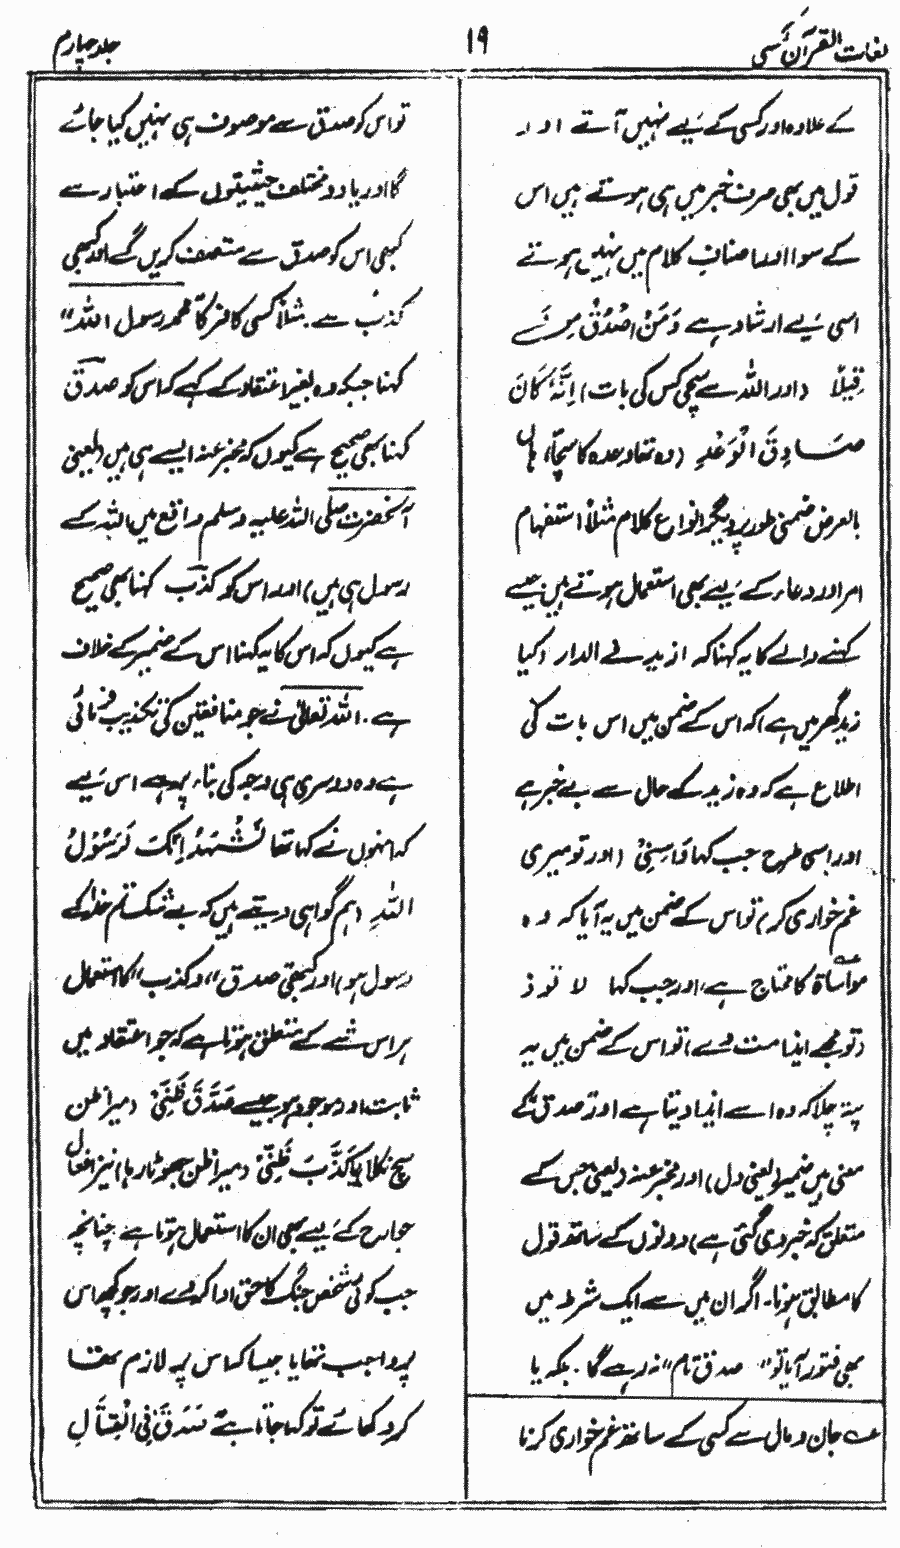 لغات القرآن سی
۱۹
جلد چہارم
کے علاوہ اور کسی کے لیے نہیں آتے اور
قول میں بھی صرف خبر میں ہی ہوتے ہیں اس
کے سوا اور اصناف کلام میں نہیں ہوتے
اسی لیے ارشاد ہے وَمَنْ اَصْدَقُ مِنَ اللہِ
قِيْلًا (اور اللہ سے سچی کس کی بات) اِنَّہٗ كَانَ
صَادِقَ الْوَعْدِ (وہ تھا وعدہ کا سچا) ہاں
بالعرض ضمنی طور پر دیگر انواع کلام مثلاً استفہام
امر اور دعاء کے لیے بھی استعمال ہوتے ہیں جیسے
کہنے والے کا یہ کہنا کہ ازید فی الدار (کیا
زید گھر میں ہے) کہ اس کے ضمن میں اس بات کی
اطلاع ہے کہ وہ زید کے حال سے بے خبر ہے
اور اسی طرح جب کہا وَاسِنِیْ (اور تو میری
غم خواری کر) تو اس کے ضمن میں یہ آیا کہ وہ
مواساۃ کا محتاج ہے، اور جب کہا لا توذ
(تو مجھے ایذا مت دے) تو اس کے ضمن میں یہ
پتہ چلا کہ وہ اسے ایذا دیتا ہے اور صدق کے
معنی ہیں ضمیر (یعنی دل) اور مخبر عنہ (یعنی جس کے
متعلق کہ خبر دی گئی ہے) دونوں کے ساتھ قول
کا مطابق ہونا۔ اگر ان میں سے ایک شرط میں
بھی فتور آیا تو "صدق تام" نہ رہے گا۔ بلکہ یا
عہ جان و مال سے کسی کے ساتھ غم خواری کرنا
تو اس کو صدق سے موصوف ہی نہیں کیا جائے
گا اور یا دو مختلف حیثیتوں کے اعتبار سے
کبھی اس کو صدق سے متصف کریں گے اور کبھی
کذب سے۔ مثلاً کسی کافر کا "محمد رسول اللہ"
کہنا جبکہ وہ بغیر اعتقاد کے کہے کہ اس کو صدق
کہنا بھی صحیح ہے کیوں کہ مخبر عنہ ایسے ہی ہیں (یعنی
آنحضرت صلی اللہ علیہ وسلم واقع میں اللہ کے
رسول ہی ہیں) اور اس کو کذب کہنا بھی صحیح
ہے کیوں کہ اس کا یہ کہنا اس کے ضمیر کے خلاف
ہے۔ اللہ تعالیٰ نے جو منافقین کی تکذیب فرمائی
ہے وہ دوسری ہی وجہ کی بناء پر ہے اس لیے
کہ انہوں نے کہا تھا نَشْہَدُ اِنَّكَ لَرَسُوْلُ
اللہِ (ہم گواہی دیتے ہیں کہ بے شک تم خدا کے
رسول ہو) اور کبھی صدق "و کذب" کا استعمال
ہر اس شے کے متعلق ہوتا ہے کہ جو اعتقاد میں
ثابت اور موجود ہو جیسے صَدَّقَ ظَنِّیْ (میرا ظن
سچ نکلا) یا کَذَّبَ ظَنِّیْ (میرا ظن جھوٹا رہا) نیز افعال
جوارح کے لیے بھی ان کا استعمال ہوتا ہے چنانچہ
جب کوئی شخص جنگ کا حق ادا کر دے اور جو کچھ اس
پر واجب تھا یا جیسا کہ اس پر لازم تھا
کر دکھائے تو کہا جاتا ہے صَدَقَ فِی الْقِتَالِ